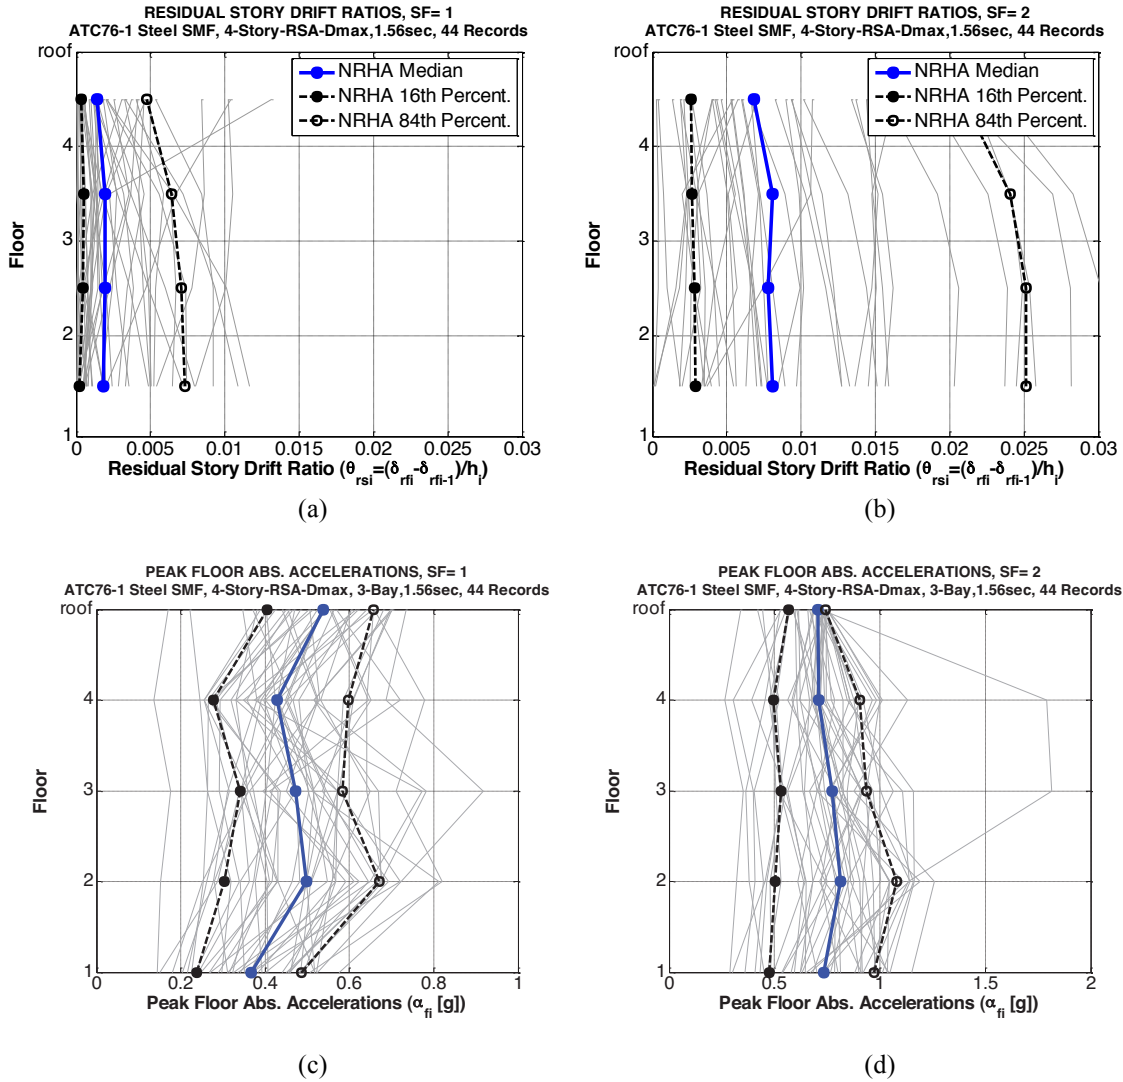 RESIDUAL STORY DRIFT RATIOS, SF= 1
ATC76-1 Steel SMF, 4-Story-RSA-Dmax,1.56sec, 44 Records
roof
4
3
2
1
Floor
NRHA Median
NRHA 16th Percent.
NRHA 84th Percent.
0 0.005 0.01 0.015 0.02 0.025 0.03
Residual Story Drift Ratio (θrsi=(δrfi-δrfi-1)/hi)
(a)
RESIDUAL STORY DRIFT RATIOS, SF= 2
ATC76-1 Steel SMF, 4-Story-RSA-Dmax,1.56sec, 44 Records
roof
4
3
2
1
Floor
NRHA Median
NRHA 16th Percent.
NRHA 84th Percent.
0 0.005 0.01 0.015 0.02 0.025 0.03
Residual Story Drift Ratio (θrsi=(δrfi-δrfi-1)/hi)
(b)
PEAK FLOOR ABS. ACCELERATIONS, SF= 1
ATC76-1 Steel SMF, 4-Story-RSA-Dmax, 3-Bay,1.56sec, 44 Records
roof
4
3
2
1
Floor
0 0.2 0.4 0.6 0.8 1
Peak Floor Abs. Accelerations (αfi [g])
(c)
PEAK FLOOR ABS. ACCELERATIONS, SF= 2
ATC76-1 Steel SMF, 4-Story-RSA-Dmax, 3-Bay,1.56sec, 44 Records
roof
4
3
2
1
Floor
0 0.5 1 1.5 2
Peak Floor Abs. Accelerations (αfi [g])
(d)